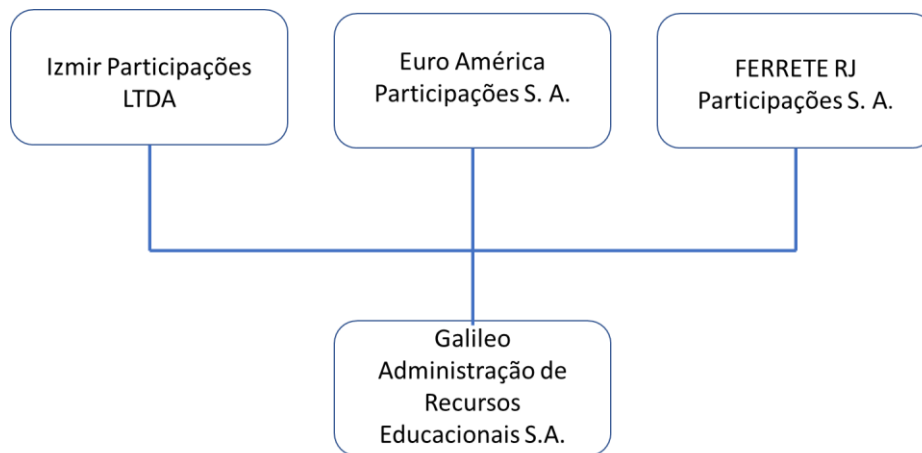 Izmir Participações
LTDA
Euro América
Participações S. A.
FERRETE RJ
Participações S. A.
Galileo
Administração de
Recursos
Educacionais S.A.